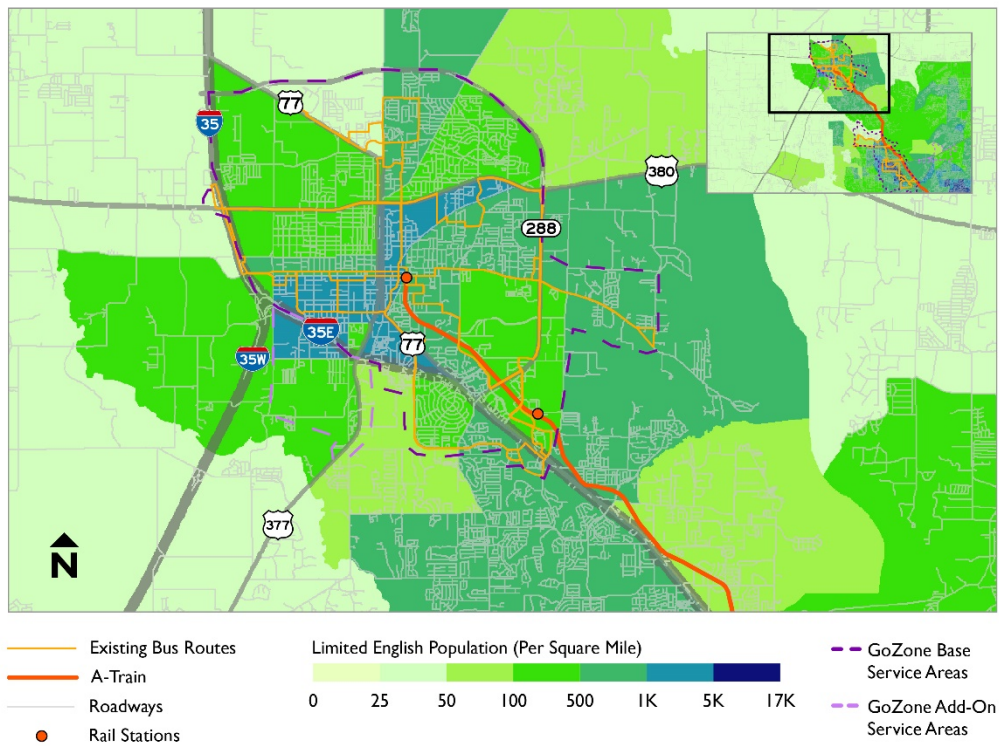 77
35
380
288
35E
77
35W
377
N
Existing Bus Routes
A-Train
Roadways
Rail Stations
Limited English Population (Per Square Mile)
0 25 50 100 500 1K 5K 17K
GoZone Base
Service Areas
GoZone Add-On
Service Areas